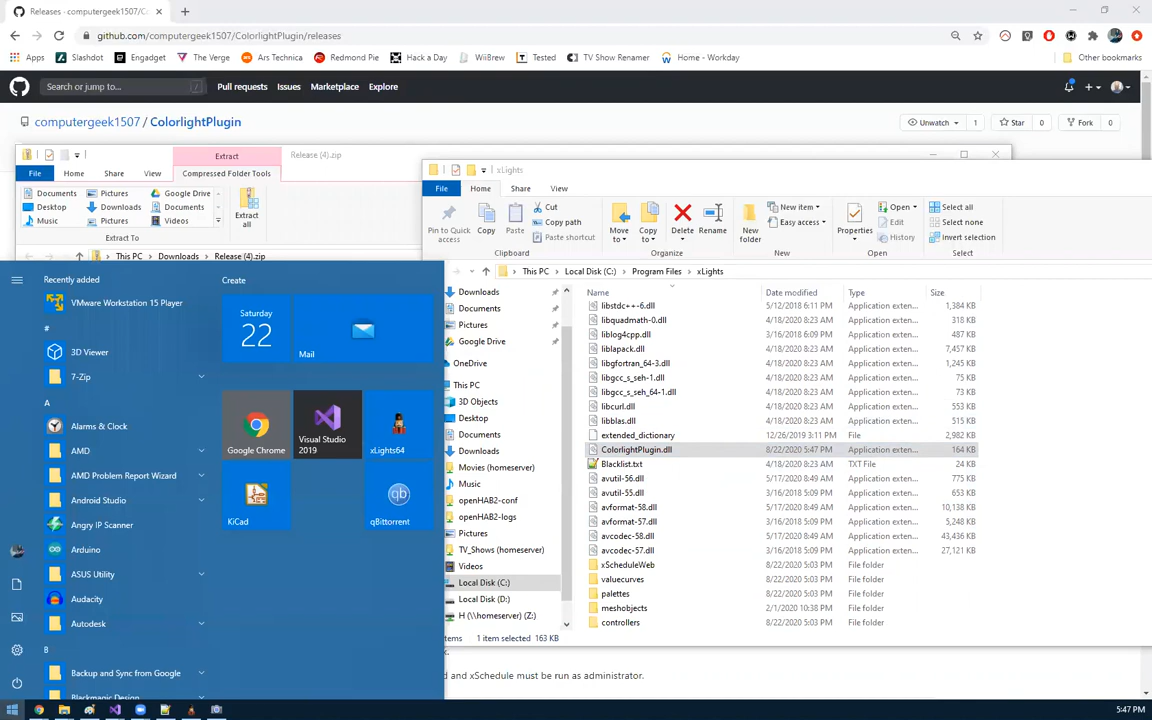 Releases · computergeek1507/Co
github.com/computergeek1507/ColorlightPlugin/releases
Apps Slashdot Engadget The Verge Ars Technica Redmond Pie Hack a Day WiiBrew Tested TV Show Renamer Home - Workday Other bookmarks
Search or jump to... / Pull requests Issues Marketplace Explore
computergeek1507 / ColorlightPlugin Unwatch 1 Star 0 Fork 0
Extract Release (4).zip
File Home Share View Compressed Folder Tools
Documents Pictures Google Drive
Desktop Downloads Documents
Music Pictures Videos
Extract all
Extract To
This PC Downloads Release (4).zip
xLights
File Home Share View
Pin to Quick access Copy Paste Cut Copy path Paste shortcut
Clipboard
Move to Copy to Delete Rename
Organize
New folder New item Easy access
New
Properties Open Edit History
Open
Select all Select none Invert selection
Select
This PC Local Disk (C:) Program Files xLights
Name Date modified Type Size
libstdc++-6.dll 5/12/2018 6:11 PM Application exten... 1,384 KB
libquadmath-0.dll 4/18/2020 8:23 AM Application exten... 318 KB
liblog4cpp.dll 3/16/2018 6:09 PM Application exten... 487 KB
liblapack.dll 4/18/2020 8:23 AM Application exten... 7,457 KB
libgfortran_64-3.dll 4/18/2020 8:23 AM Application exten... 1,245 KB
libgcc_s_seh-1.dll 4/18/2020 8:23 AM Application exten... 75 KB
libgcc_s_seh_64-1.dll 4/18/2020 8:23 AM Application exten... 73 KB
libcurl.dll 4/18/2020 8:23 AM Application exten... 553 KB
libblas.dll 4/18/2020 8:23 AM Application exten... 515 KB
extended_dictionary 12/26/2019 3:11 PM File 2,982 KB
ColorlightPlugin.dll 8/22/2020 5:47 PM Application exten... 164 KB
Blacklist.txt 4/18/2020 8:23 AM TXT File 24 KB
avutil-56.dll 5/17/2020 8:49 AM Application exten... 775 KB
avutil-55.dll 3/16/2018 5:09 PM Application exten... 653 KB
avformat-58.dll 5/17/2020 8:49 AM Application exten... 10,138 KB
avformat-57.dll 3/16/2018 5:09 PM Application exten... 5,248 KB
avcodec-58.dll 5/17/2020 8:49 AM Application exten... 43,436 KB
avcodec-57.dll 3/16/2018 5:09 PM Application exten... 27,121 KB
xScheduleWeb 8/22/2020 5:03 PM File folder
valuecurves 8/22/2020 5:03 PM File folder
palettes 8/22/2020 5:03 PM File folder
meshobjects 2/1/2020 10:38 PM File folder
controllers 8/22/2020 5:03 PM File folder
Downloads
Documents
Pictures
Google Drive
OneDrive
This PC
3D Objects
Desktop
Documents
Downloads
Movies (homeserver)
Music
openHAB2-conf
openHAB2-logs
Pictures
TV_Shows (homeserver)
Videos
Local Disk (C:)
Local Disk (D:)
H (\\homeserver) (Z:)
tems 1 item selected 163 KB
d and xSchedule must be run as administrator.
Recently added
VMware Workstation 15 Player
#
3D Viewer
7-Zip
A
Alarms & Clock
AMD
AMD Problem Report Wizard
Android Studio
Angry IP Scanner
Arduino
ASUS Utility
Audacity
Autodesk
B
Backup and Sync from Google
Blackmagic Design
Create
Saturday
22
Mail
Google Chrome
Visual Studio 2019
xLights64
KiCad
qb
qBittorrent
5:47 PM